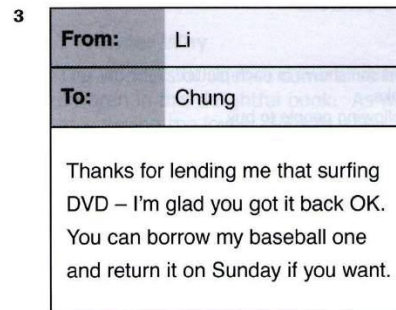 3
From: Li
To: Chung
Thanks for lending me that surfing
DVD – I'm glad you got it back OK.
You can borrow my baseball one
and return it on Sunday if you want.